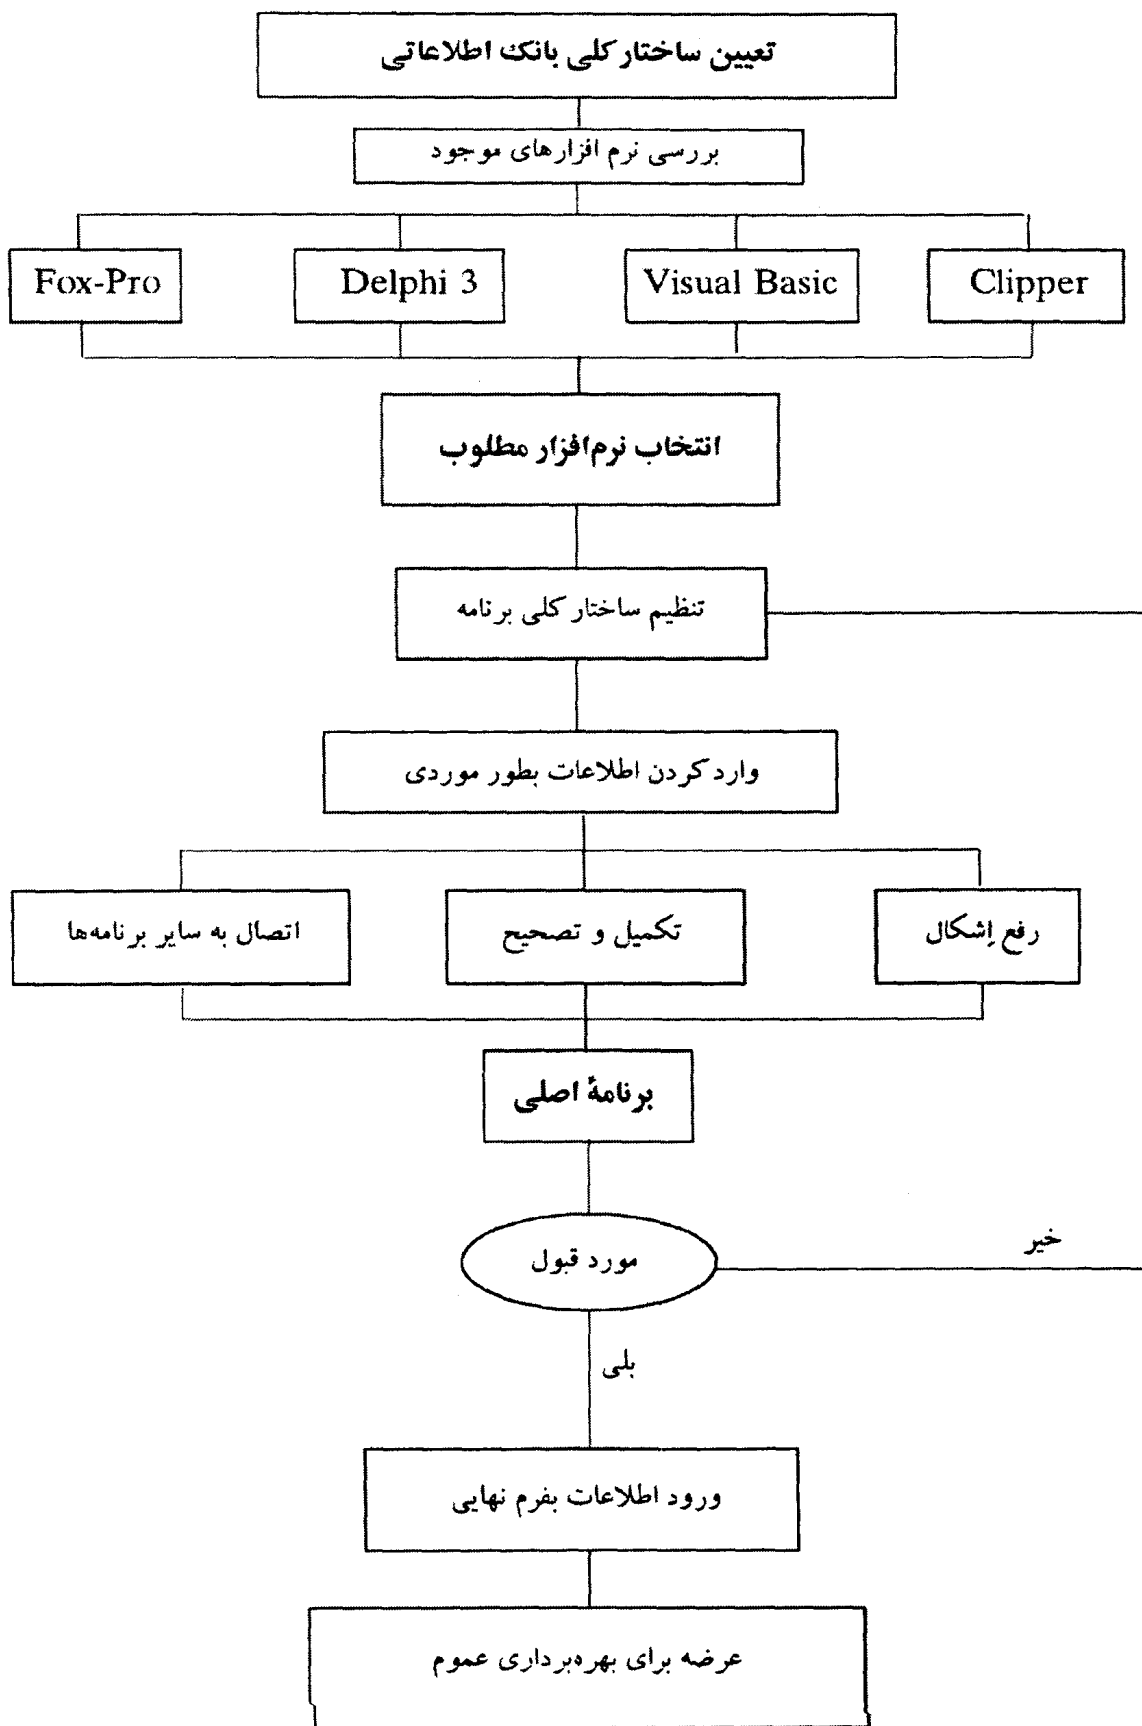 تعیین ساختار کلی بانک اطلاعاتی
بررسی نرم افزارهای موجود
Fox-Pro
Delphi 3
Visual Basic
Clipper
انتخاب نرم‌افزار مطلوب
تنظیم ساختار کلی برنامه
وارد کردن اطلاعات بطور موردی
رفع اِشکال
تکمیل و تصحیح
اتصال به سایر برنامه‌ها
برنامهٔ اصلی
مورد قبول
خیر
بلی
ورود اطلاعات بفرم نهایی
عرضه برای بهره‌برداری عموم